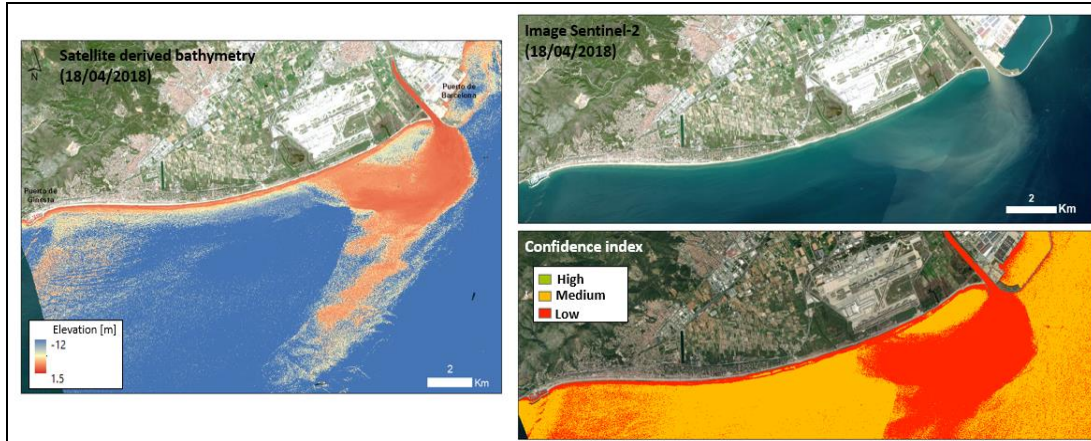 Satellite derived bathymetry
(18/04/2018)
N
Puerto de
Barcelona
Puerto de
Ginesta
Elevation [m]
-12
1.5
2
Km
Image Sentinel-2
(18/04/2018)
2
Km
Confidence index
High
Medium
Low